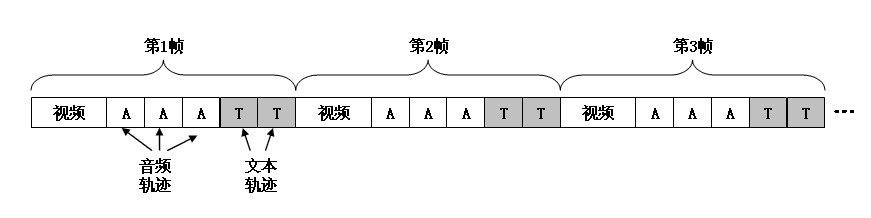 第1帧 第2帧 第3帧
视频 A A A T T 视频 A A A T T 视频 A A A T T ...
音频 文本
轨迹 轨迹